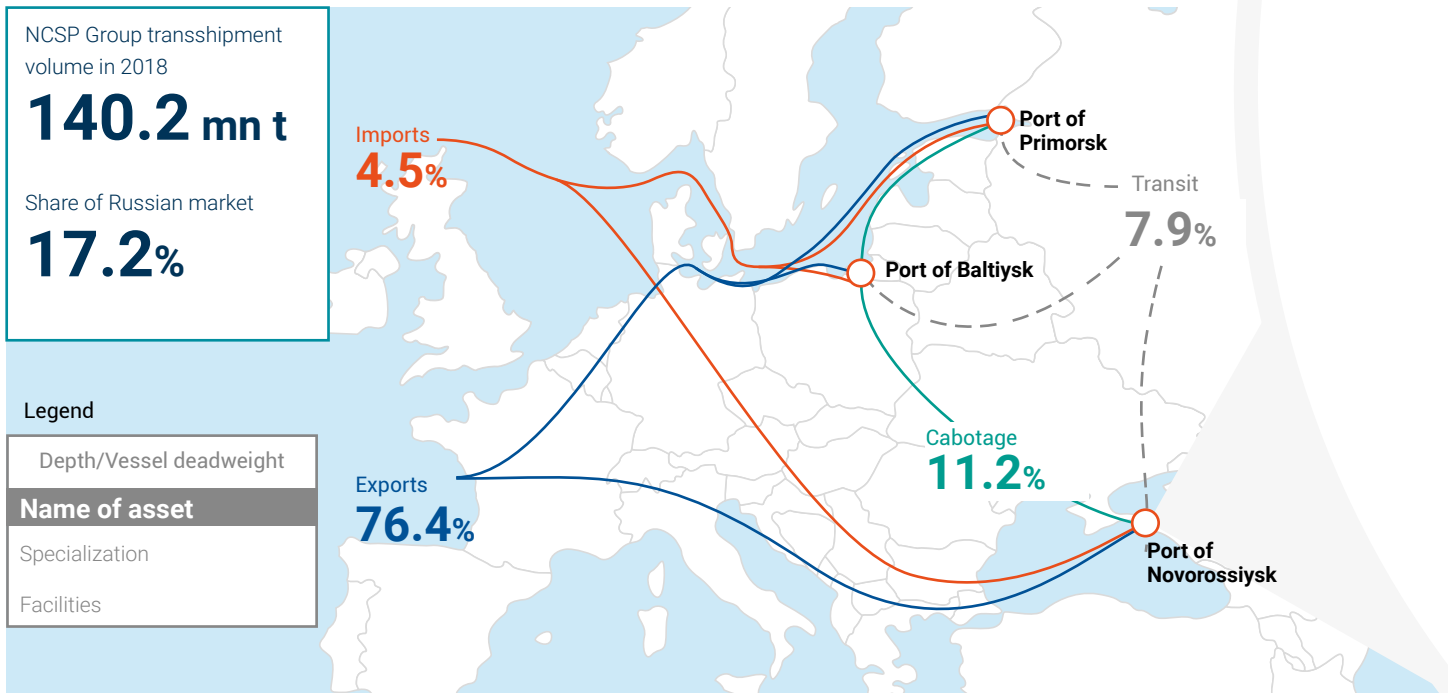 NCSP Group transshipment
volume in 2018
140.2 mn t
Share of Russian market
17.2%
Imports
4.5%
Port of
Primorsk
Transit
7.9%
Port of Baltiysk
Legend
Depth/Vessel deadweight
Name of asset
Specialization
Facilities
Cabotage
11.2%
Exports
76.4%
Port of
Novorossiysk